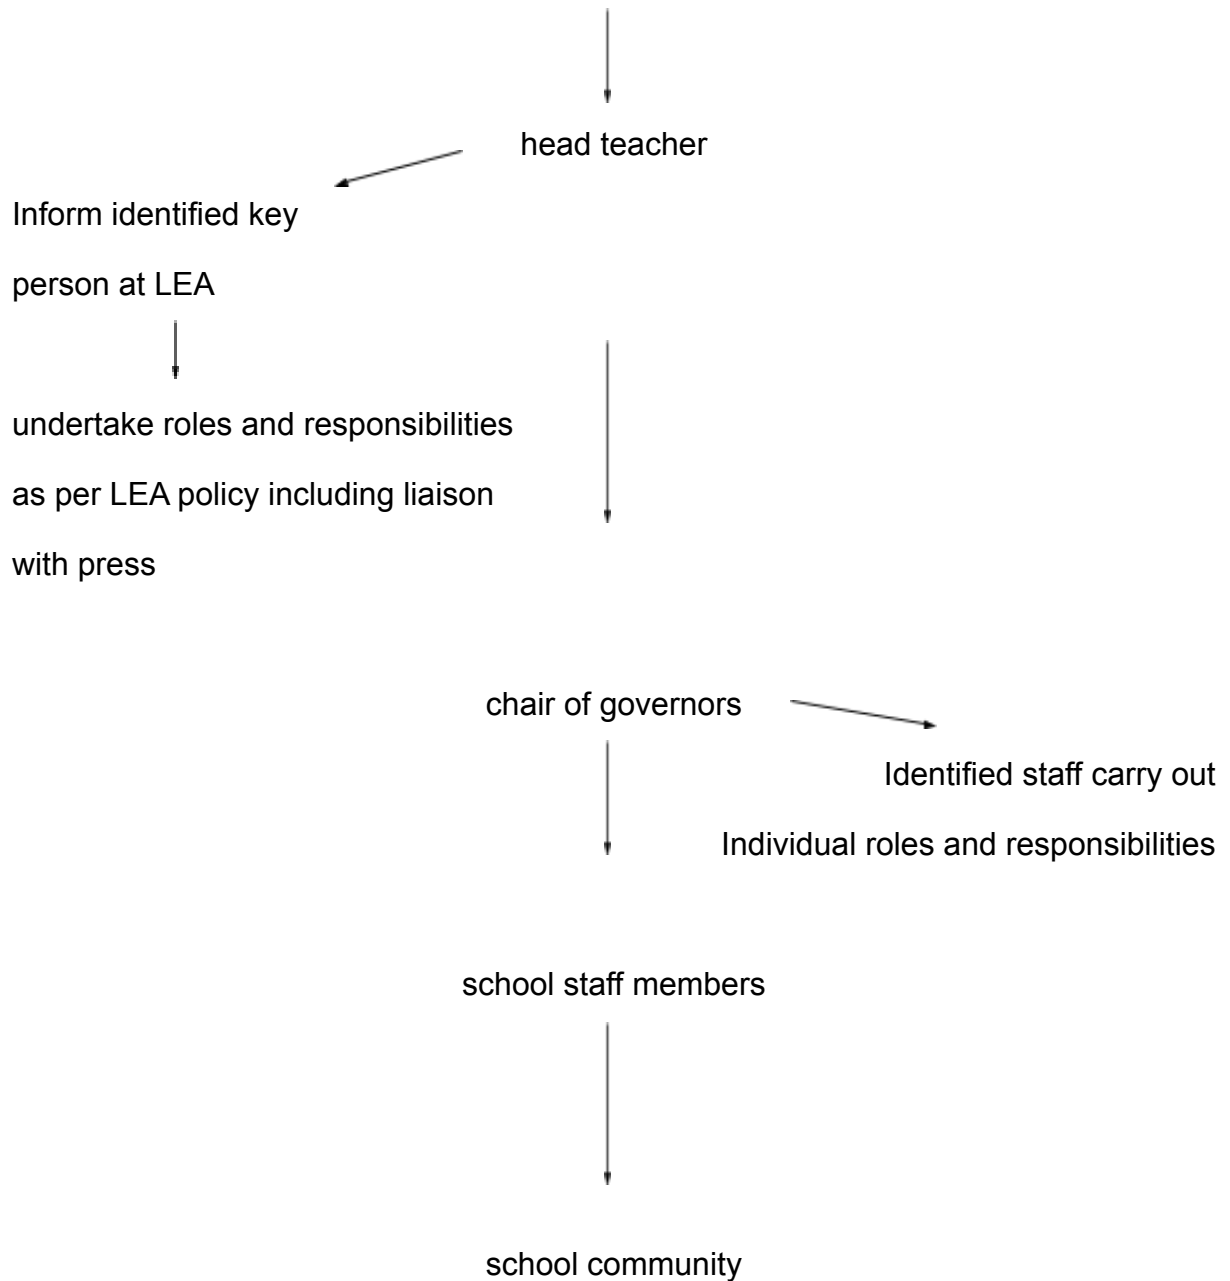 head teacher
Inform identified key
person at LEA
undertake roles and responsibilities
as per LEA policy including liaison
with press
chair of governors
Identified staff carry out
Individual roles and responsibilities
school staff members
school community